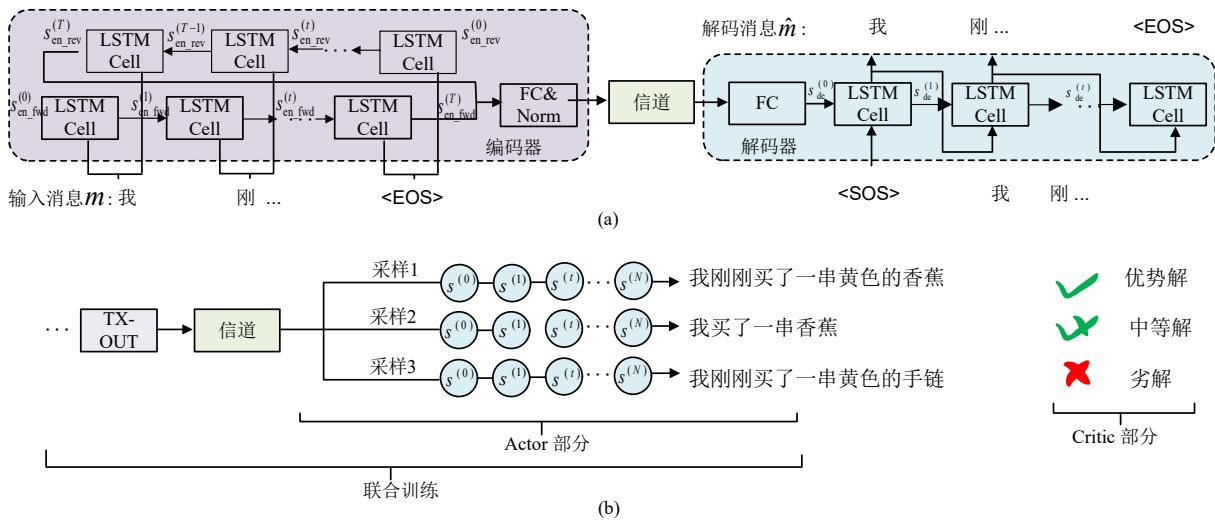 s_en_rev^(T) LSTM Cell s_en_rev^(T−1) LSTM Cell s_en_rev^(t) ··· LSTM Cell s_en_rev^(0)
s_en_fwd^(0) LSTM Cell s_en_fwd^(1) LSTM Cell s_en_fwd^(t) ··· LSTM Cell s_en_fwd^(T) FC& Norm
编码器
信道
解码消息m̂: 我 刚 ... <EOS>
FC s_de^(0) LSTM Cell s_de^(1) LSTM Cell s_de^(t) ··· LSTM Cell
解码器
输入消息m: 我 刚 ... <EOS>
<SOS> 我 刚 ...
(a)
采样1 s^(0) s^(1) s^(t) ··· s^(N) 我刚刚买了一串黄色的香蕉 优势解
··· TX-OUT 信道 采样2 s^(0) s^(1) s^(t) ··· s^(N) 我买了一串香蕉 中等解
采样3 s^(0) s^(1) s^(t) ··· s^(N) 我刚刚买了一串黄色的手链 劣解
Actor 部分 Critic 部分
联合训练
(b)